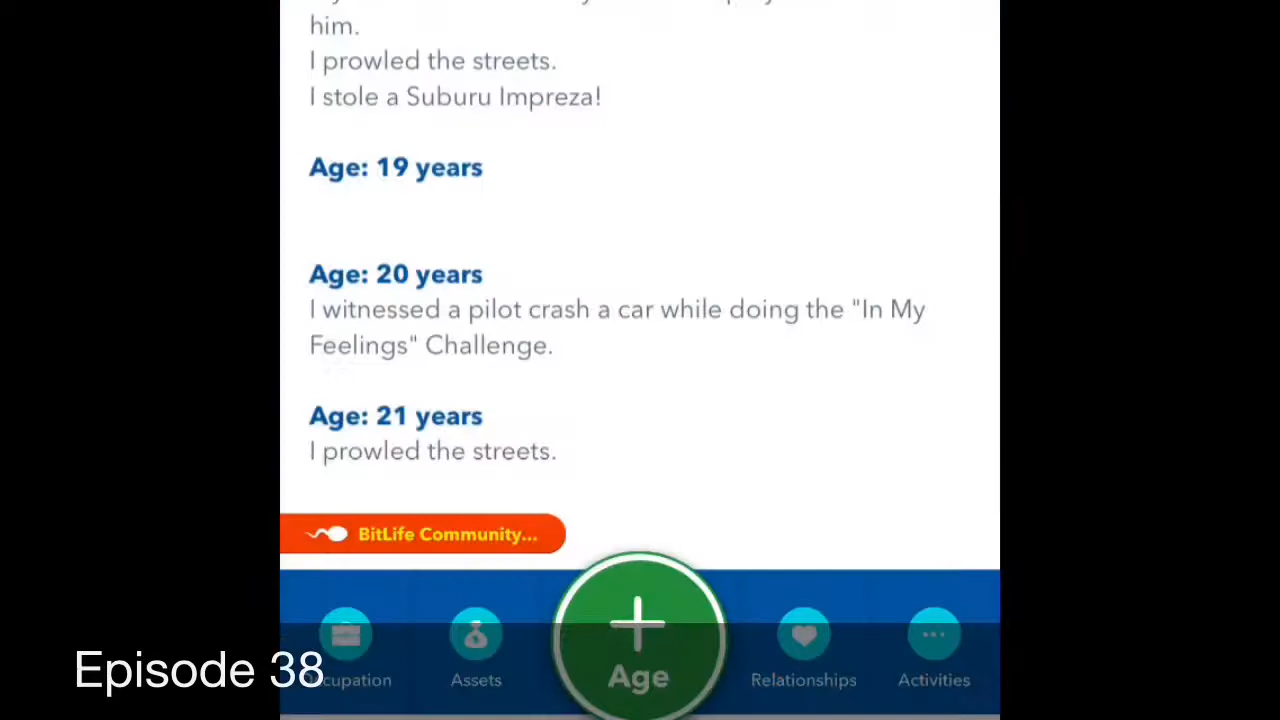 him.
I prowled the streets.
I stole a Suburu Impreza!
Age: 19 years
Age: 20 years
I witnessed a pilot crash a car while doing the "In My
Feelings" Challenge.
Age: 21 years
I prowled the streets.
BitLife Community...
Age
Assets
Relationships
Activities
Episode 38